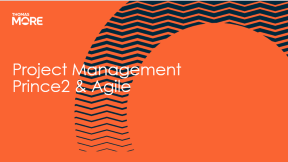 THOMAS
MORE
Project Management
Prince2 & Agile